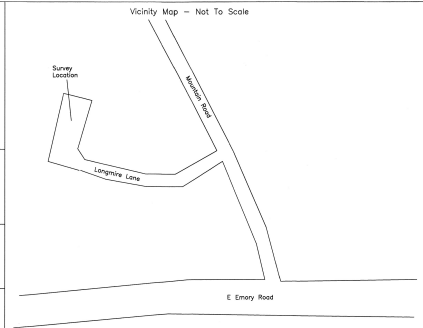 Vicinity Map – Not To Scale
Survey
Location
Mountain Road
Longmire Lane
E Emory Road